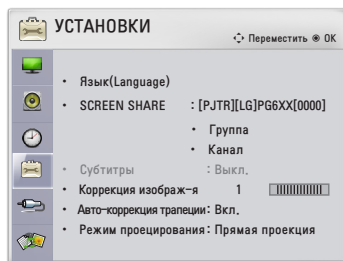 УСТАНОВКИ
Переместить OK
• Язык(Language)
• SCREEN SHARE : [PJTR][LG]PG6XX[0000]
• Группа
• Канал
• Субтитры : Выкл.
• Коррекция изображ-я 1
• Авто-коррекция трапеции: Вкл.
• Режим проецирования: Прямая проекция